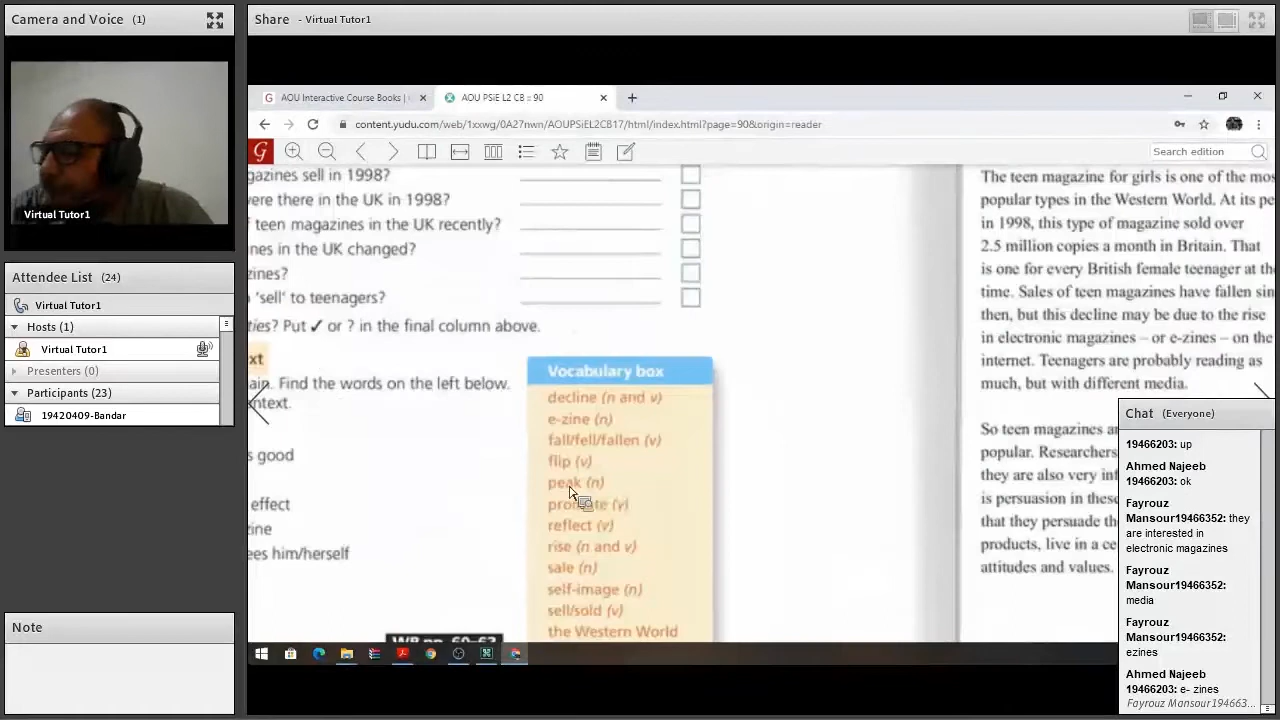 Camera and Voice (1)
Virtual Tutor1
Attendee List (24)
Virtual Tutor1
Hosts (1)
Virtual Tutor1
Presenters (0)
Participants (23)
19420409-Bandar
Note
Share - Virtual Tutor1
AOU Interactive Course Books |
AOU PSiE L2 CB = 90
content.yudu.com/web/1xxwg/0A27nwn/AOUPSiEL2CB17/html/index.html?page=90&origin=reader
Search edition
gazines sell in 1998?
were there in the UK in 1998?
f teen magazines in the UK recently?
nes in the UK changed?
zines?
'sell' to teenagers?
ties? Put ✓ or ? in the final column above.
xt
ain. Find the words on the left below.
ntext.
s good
effect
zine
ees him/herself
WB pp. 60–63
Vocabulary box
decline (n and v)
e-zine (n)
fall/fell/fallen (v)
flip (v)
peak (n)
promote (v)
reflect (v)
rise (n and v)
sale (n)
self-image (n)
sell/sold (v)
the Western World
The teen magazine for girls is one of the mos
popular types in the Western World. At its pe
in 1998, this type of magazine sold over
2.5 million copies a month in Britain. That
is one for every British female teenager at the
time. Sales of teen magazines have fallen sin
then, but this decline may be due to the rise
in electronic magazines – or e-zines – on the
internet. Teenagers are probably reading as
much, but with different media.
So teen magazines a
popular. Researchers
they are also very inf
is persuasion in these
that they persuade th
products, live in a ce
attitudes and values.
Chat (Everyone)
19466203: up
Ahmed Najeeb
19466203: ok
Fayrouz
Mansour19466352: they
are interested in
electronic magazines
Fayrouz
Mansour19466352:
media
Fayrouz
Mansour19466352:
ezines
Ahmed Najeeb
19466203: e- zines
Fayrouz Mansour194663...